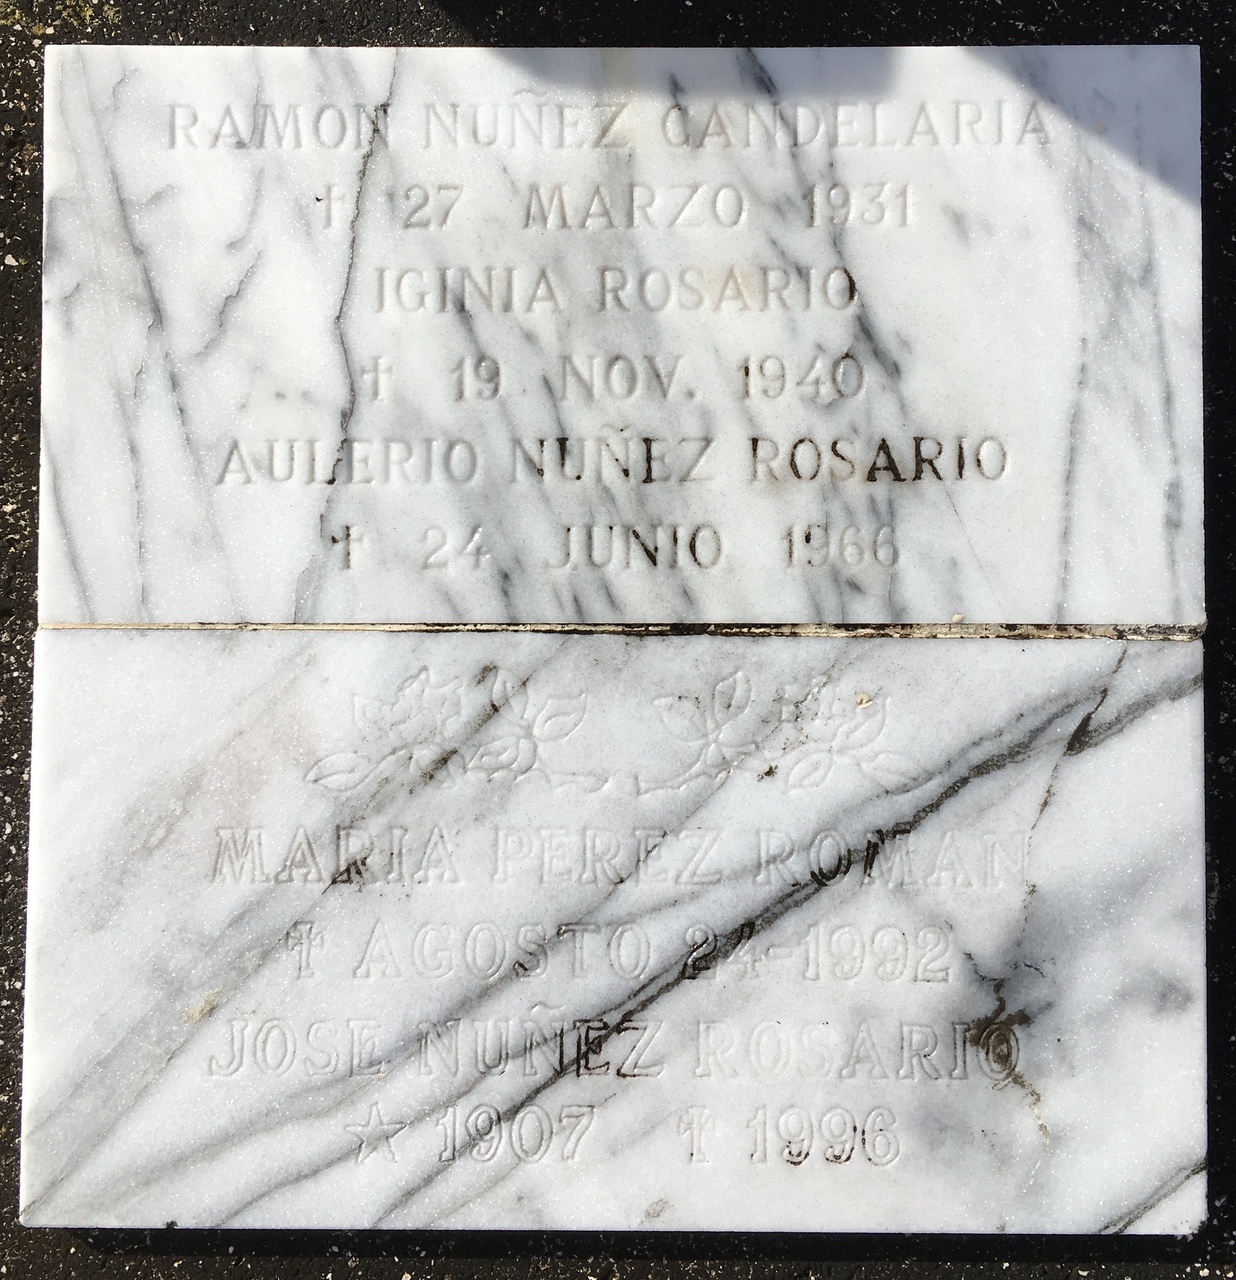 RAMON NUÑEZ CANDELARIA
† 27 MARZO 1931
IGINIA ROSARIO
† 19 NOV. 1940
AULERIO NUÑEZ ROSARIO
† 24 JUNIO 1966
MARIA PEREZ ROMAN
† AGOSTO 24-1992
JOSE NUÑEZ ROSARIO
☆ 1907 † 1996